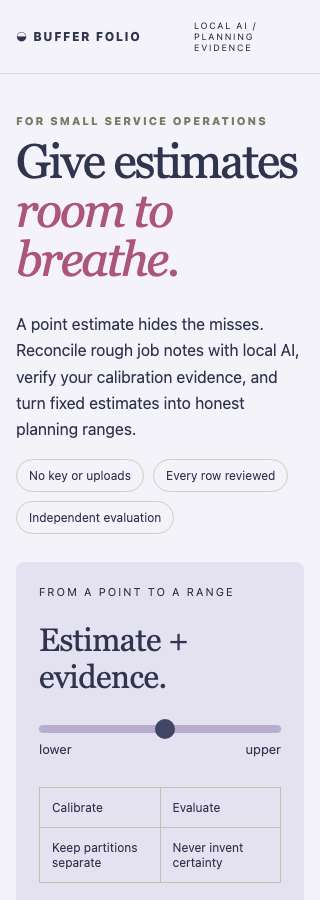 BUFFER FOLIO
LOCAL AI /
PLANNING
EVIDENCE
FOR SMALL SERVICE OPERATIONS
Give estimates
room to
breathe.
A point estimate hides the misses.
Reconcile rough job notes with local AI,
verify your calibration evidence, and
turn fixed estimates into honest
planning ranges.
No key or uploads
Every row reviewed
Independent evaluation
FROM A POINT TO A RANGE
Estimate +
evidence.
lower
upper
Calibrate
Evaluate
Keep partitions
separate
Never invent
certainty